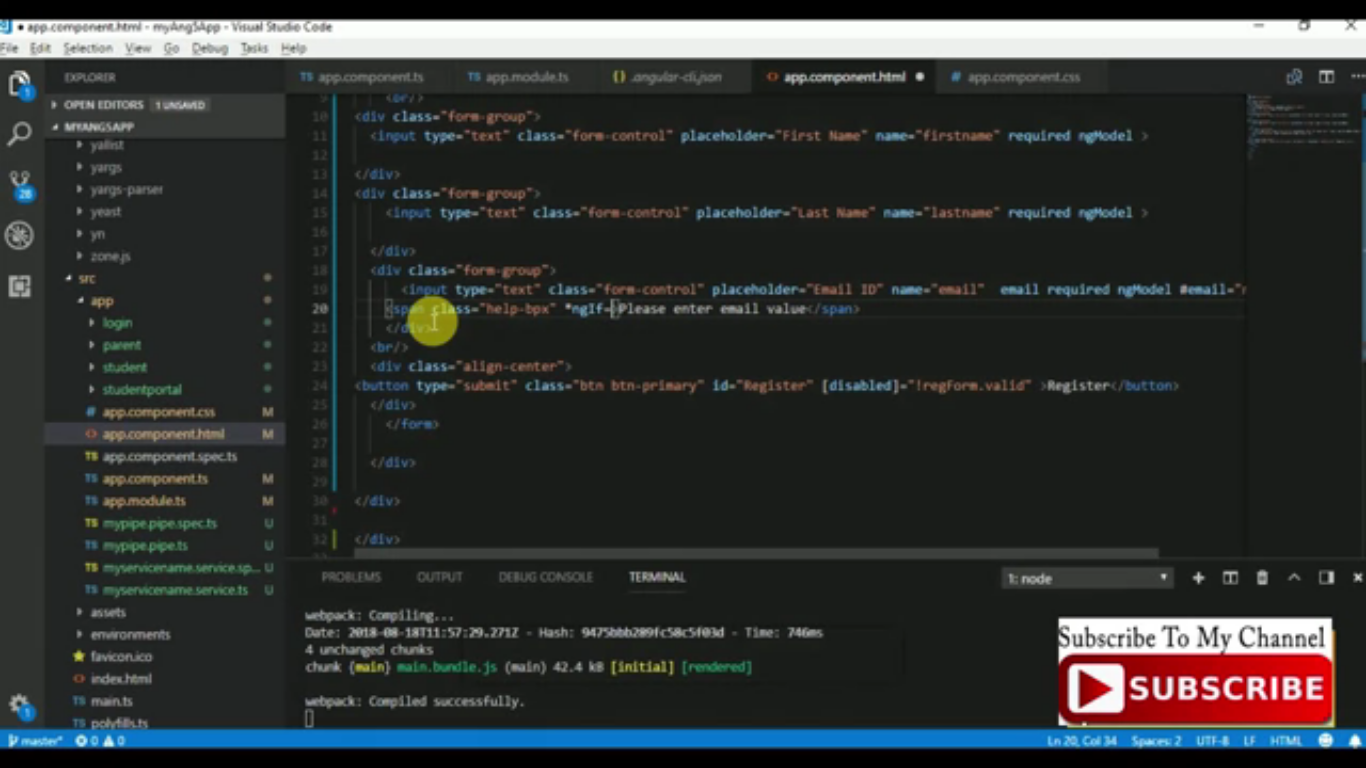 app.component.html - myAng5App - Visual Studio Code
File Edit Selection View Go Debug Tasks Help
EXPLORER
OPEN EDITORS 1 UNSAVED
MYANG5APP
yallist
yargs
yargs-parser
yeast
yn
zone.js
src
app
login
parent
student
studentportal
# app.component.css M
<> app.component.html M
TS app.component.spec.ts
TS app.component.ts M
TS app.module.ts M
TS mypipe.pipe.spec.ts U
TS mypipe.pipe.ts U
TS myservicename.service.sp... U
TS myservicename.service.ts U
assets
environments
favicon.ico
<> index.html
TS main.ts
TS polyfills.ts
TS app.component.ts TS app.module.ts {} .angular-cli.json <> app.component.html # app.component.css
9 <br/>
10 <div class="form-group">
11 <input type="text" class="form-control" placeholder="First Name" name="firstname" required ngModel >
12
13 </div>
14 <div class="form-group">
15 <input type="text" class="form-control" placeholder="Last Name" name="lastname" required ngModel >
16
17 </div>
18 <div class="form-group">
19 <input type="text" class="form-control" placeholder="Email ID" name="email" email required ngModel #email="n
20 <span class="help-bpx" *ngIf=>Please enter email value</span>
21 </div>
22 <br/>
23 <div class="align-center">
24 <button type="submit" class="btn btn-primary" id="Register" [disabled]="!regForm.valid" >Register</button>
25 </div>
26 </form>
27
28 </div>
29
30 </div>
31
32 </div>
PROBLEMS OUTPUT DEBUG CONSOLE TERMINAL 1: node
webpack: Compiling...
Date: 2018-08-18T11:57:29.271Z - Hash: 9475bbb289fc58c5f03d - Time: 746ms
4 unchanged chunks
chunk {main} main.bundle.js (main) 42.4 kB [initial] [rendered]
webpack: Compiled successfully.
Subscribe To My Channel
SUBSCRIBE
master* 0 0 Ln 20, Col 34 Spaces: 2 UTF-8 LF HTML